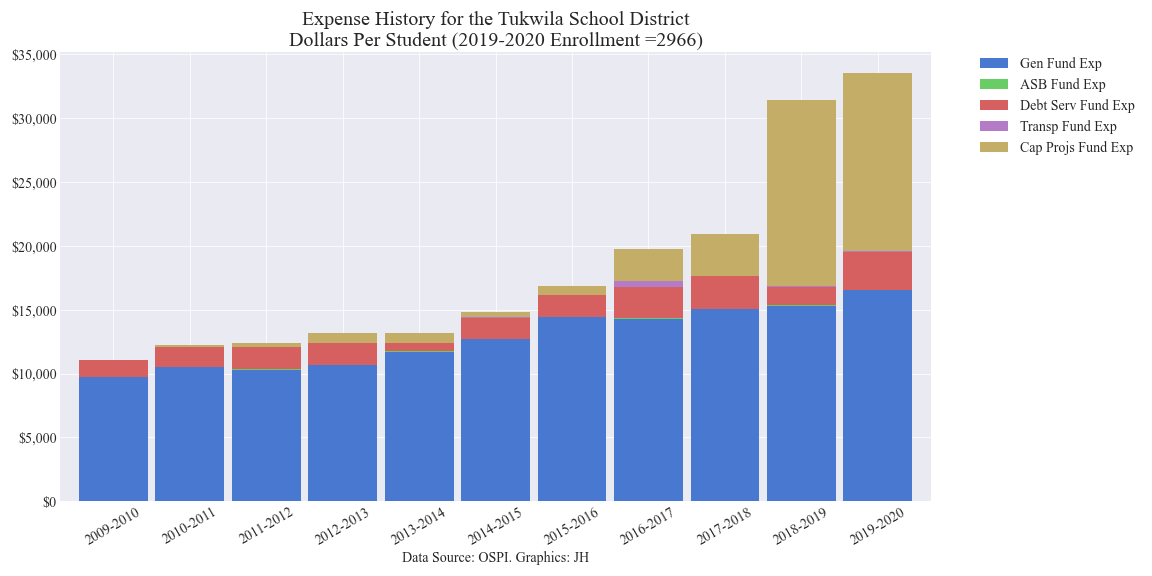 Expense History for the Tukwila School District
Dollars Per Student (2019-2020 Enrollment =2966)
$35,000
$30,000
$25,000
$20,000
$15,000
$10,000
$5,000
$0
2009-2010
2010-2011
2011-2012
2012-2013
2013-2014
2014-2015
2015-2016
2016-2017
2017-2018
2018-2019
2019-2020
Data Source: OSPI. Graphics: JH
Gen Fund Exp
ASB Fund Exp
Debt Serv Fund Exp
Transp Fund Exp
Cap Projs Fund Exp